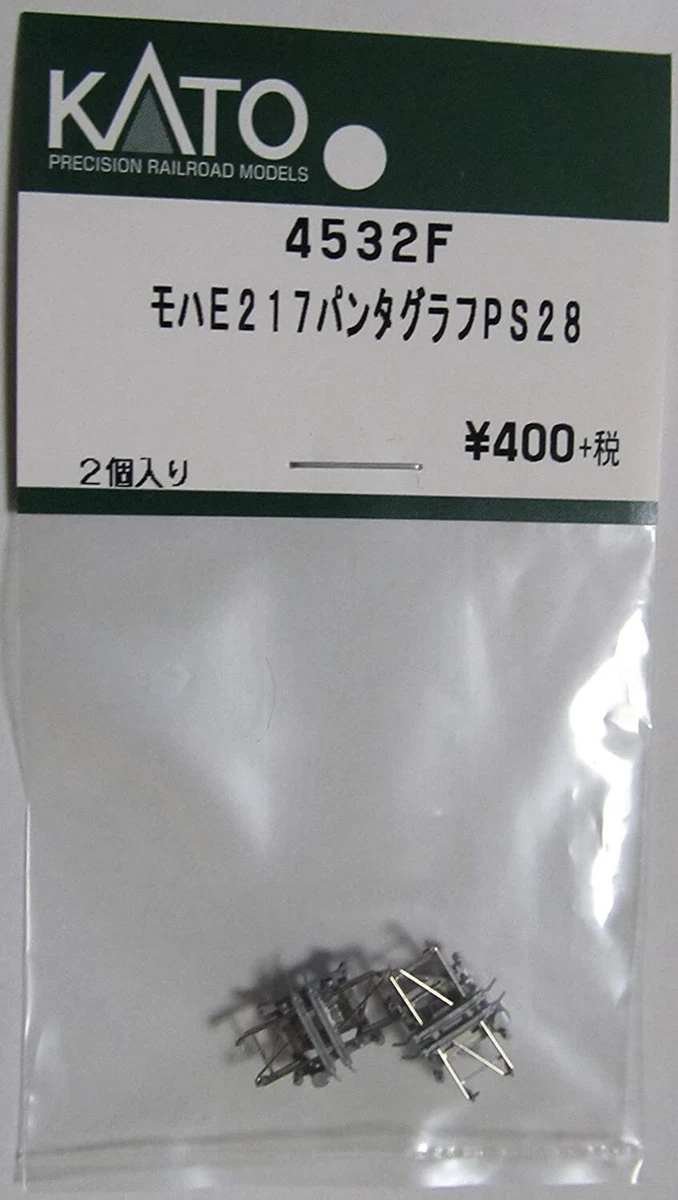 KATO
PRECISION RAILROAD MODELS
4532F
モハE217パンタグラフPS28
¥400+税
2個入り